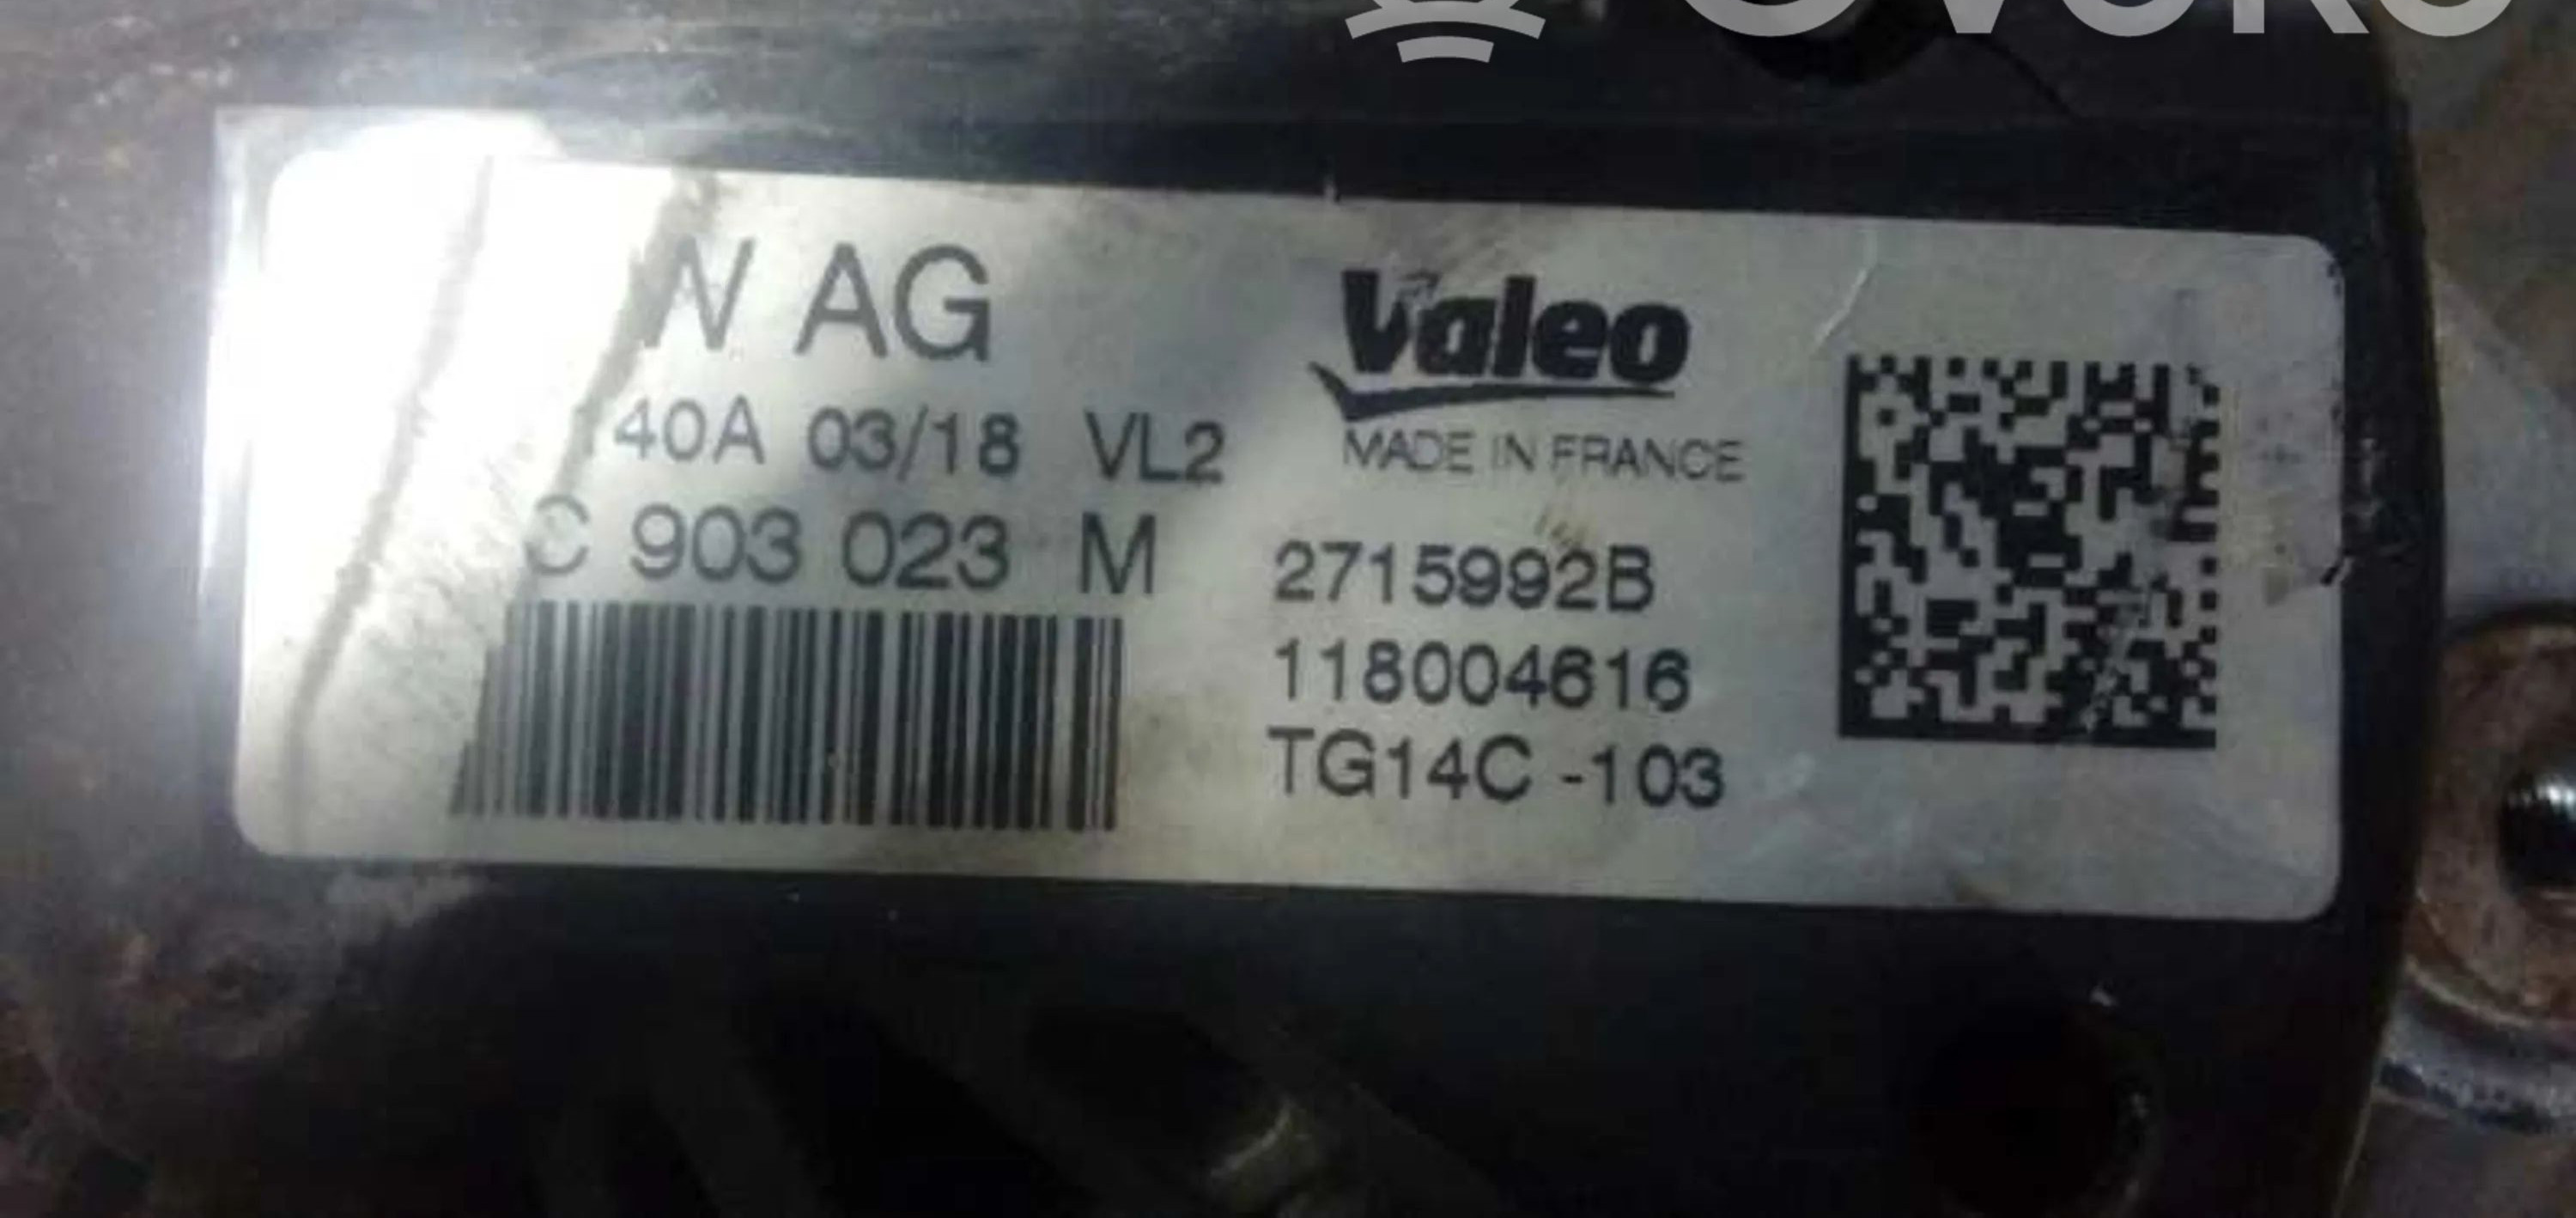 W AG
40A 03/18 VL2
C 903 023 M
Valeo
MADE IN FRANCE
2715992B
118004616
TG14C -103